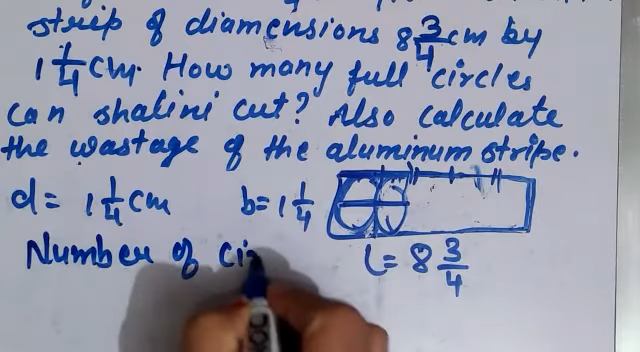 strip of diamensions 8 3/4 cm by
1 1/4 cm. How many full circles
can shalini cut? Also calculate
the wastage of the aluminum stripe.
d= 1 1/4 cm b= 1 1/4
Number of ci
l= 8 3/4